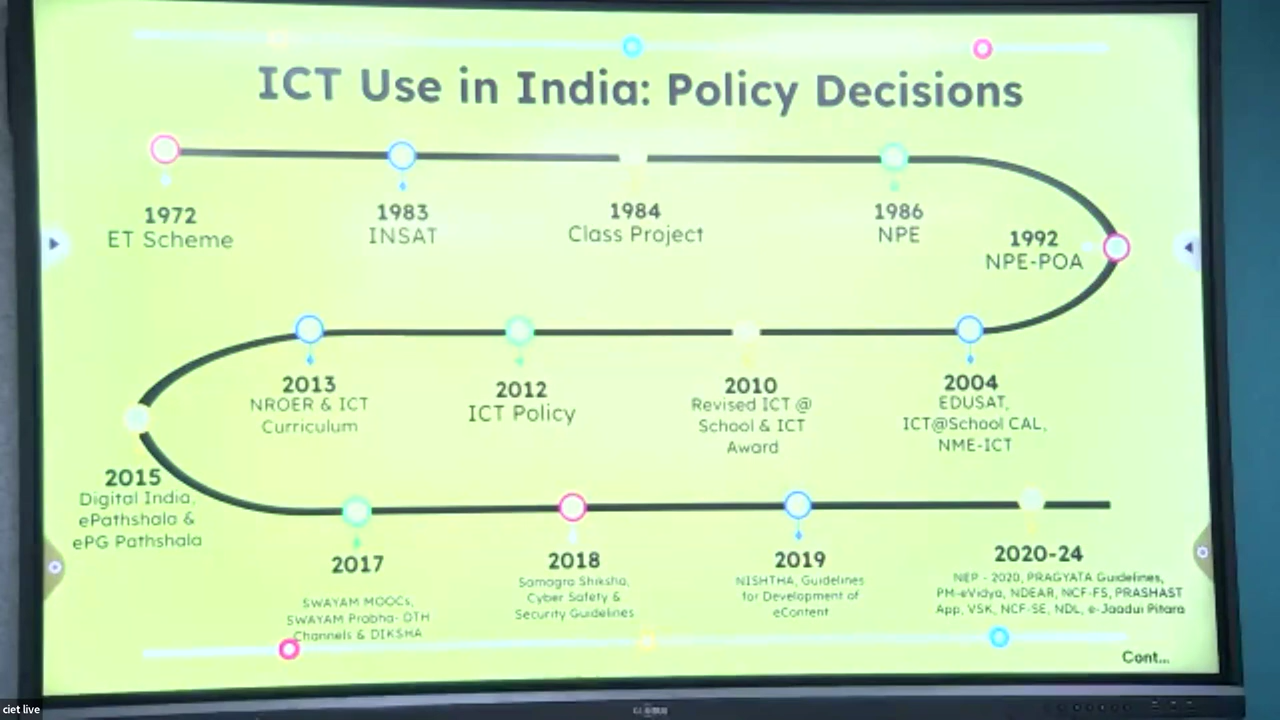 ICT Use in India: Policy Decisions
1972
ET Scheme
1983
INSAT
1984
Class Project
1986
NPE
1992
NPE-POA
2013
NROER & ICT
Curriculum
2012
ICT Policy
2010
Revised ICT @
School & ICT
Award
2004
EDUSAT,
ICT@School CAL,
NME-ICT
2015
Digital India,
ePathshala &
ePG Pathshala
2017
SWAYAM MOOCs,
SWAYAM Prabha- DTH
Channels & DIKSHA
2018
Samagra Shiksha,
Cyber Safety &
Security Guidelines
2019
NISHTHA, Guidelines
for Development of
eContent
2020-24
NEP - 2020, PRAGYATA Guidelines,
PM-eVidya, NDEAR, NCF-FS, PRASHAST
App, VSK, NCF-SE, NDL, e-Jaadui Pitara
Cont...
ciet live